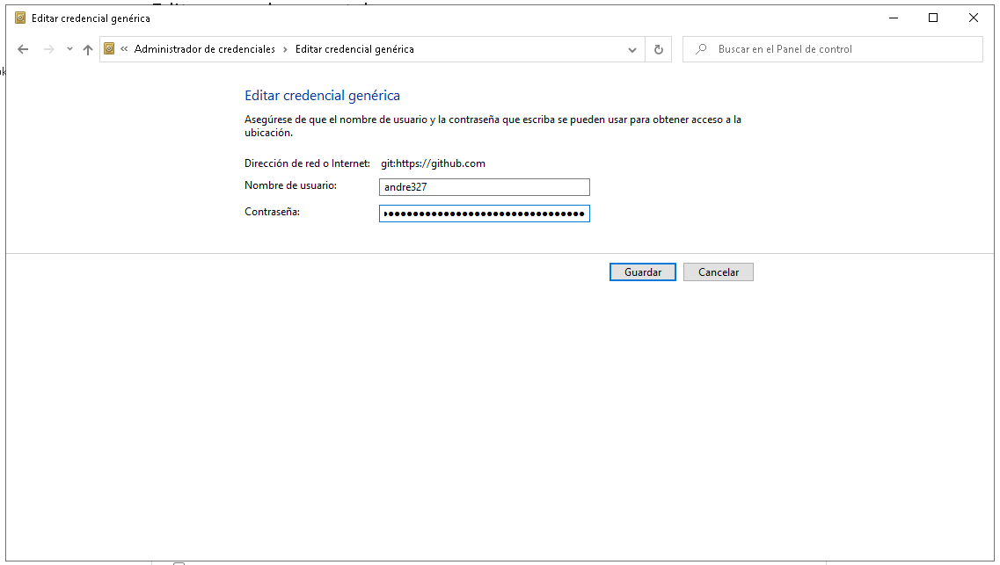 Editar credencial genérica
« Administrador de credenciales › Editar credencial genérica
Buscar en el Panel de control
Editar credencial genérica
Asegúrese de que el nombre de usuario y la contraseña que escriba se pueden usar para obtener acceso a la
ubicación.
Dirección de red o Internet: git:https://github.com
Nombre de usuario: andre327
Contraseña:
Guardar Cancelar